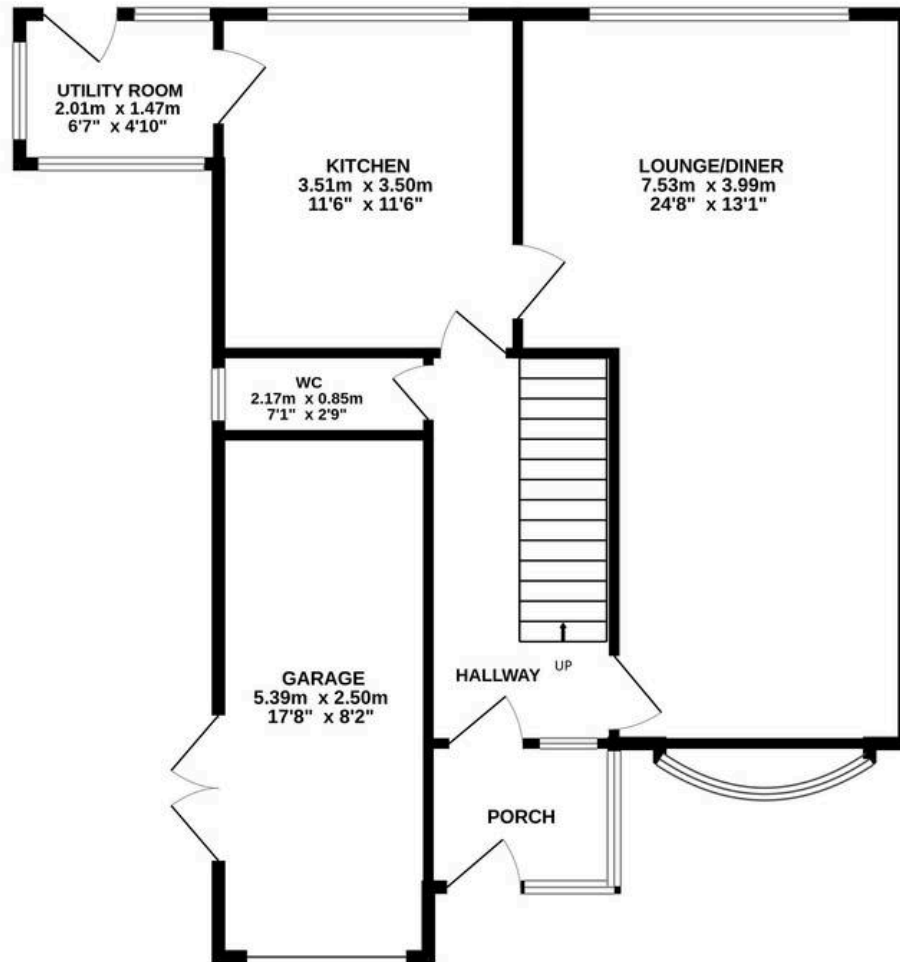 UTILITY ROOM
2.01m x 1.47m
6'7" x 4'10"
KITCHEN
3.51m x 3.50m
11'6" x 11'6"
LOUNGE/DINER
7.53m x 3.99m
24'8" x 13'1"
WC
2.17m x 0.85m
7'1" x 2'9"
GARAGE
5.39m x 2.50m
17'8" x 8'2"
HALLWAY
UP
PORCH